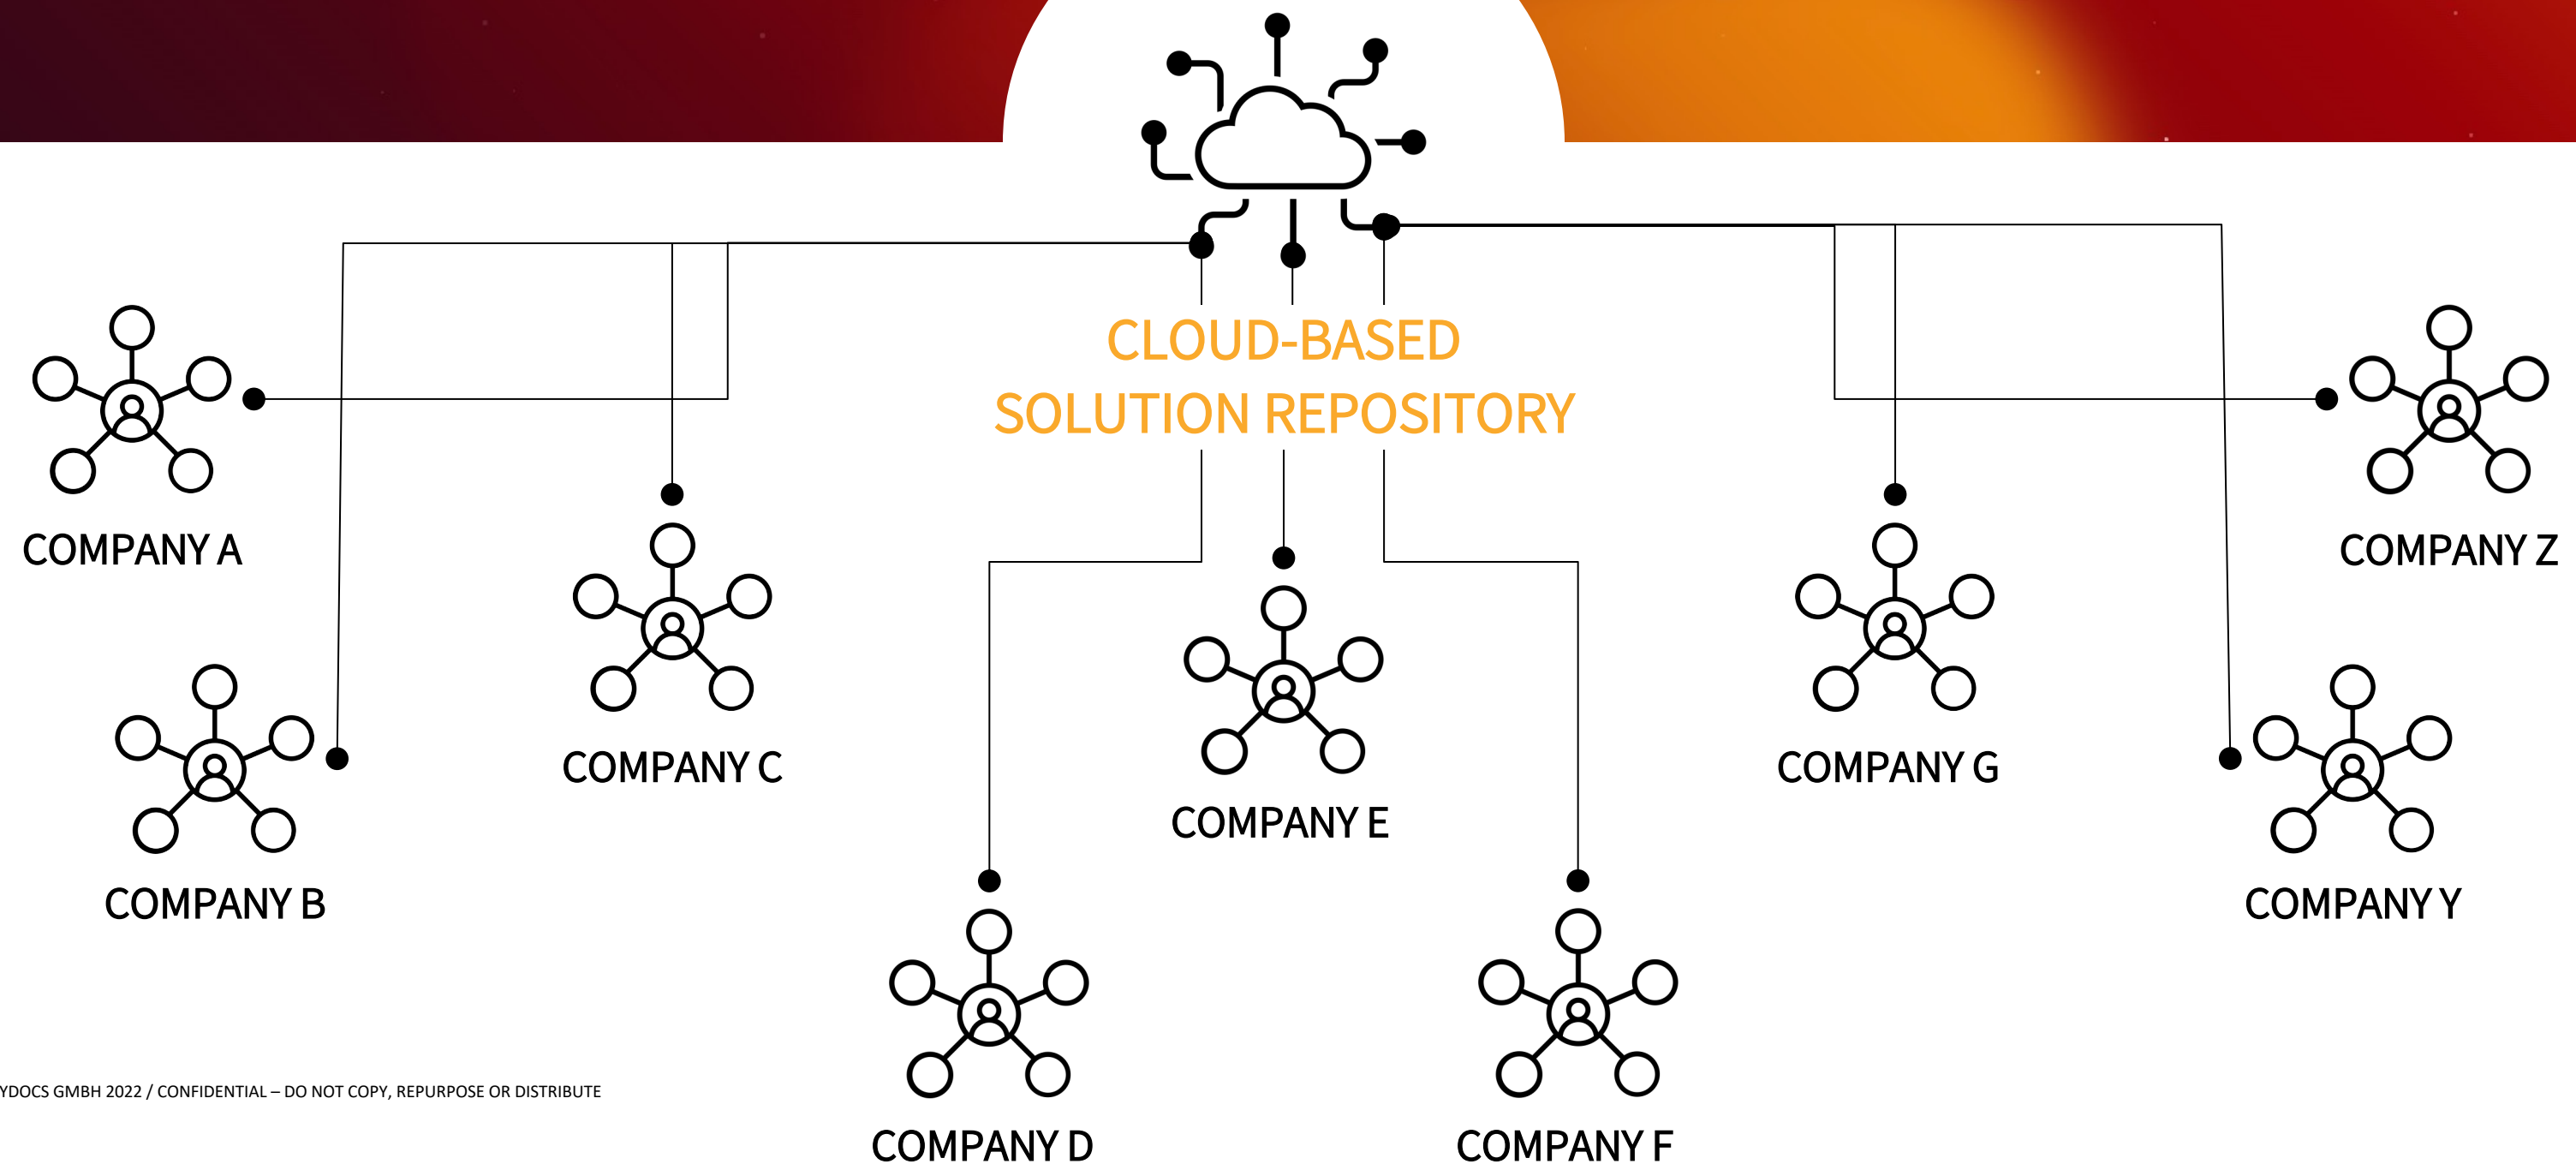 CLOUD-BASED
SOLUTION REPOSITORY
COMPANY A
COMPANY Z
COMPANY C
COMPANY G
COMPANY E
COMPANY B
COMPANY Y
YDOCS GMBH 2022 / CONFIDENTIAL – DO NOT COPY, REPURPOSE OR DISTRIBUTE
COMPANY D
COMPANY F